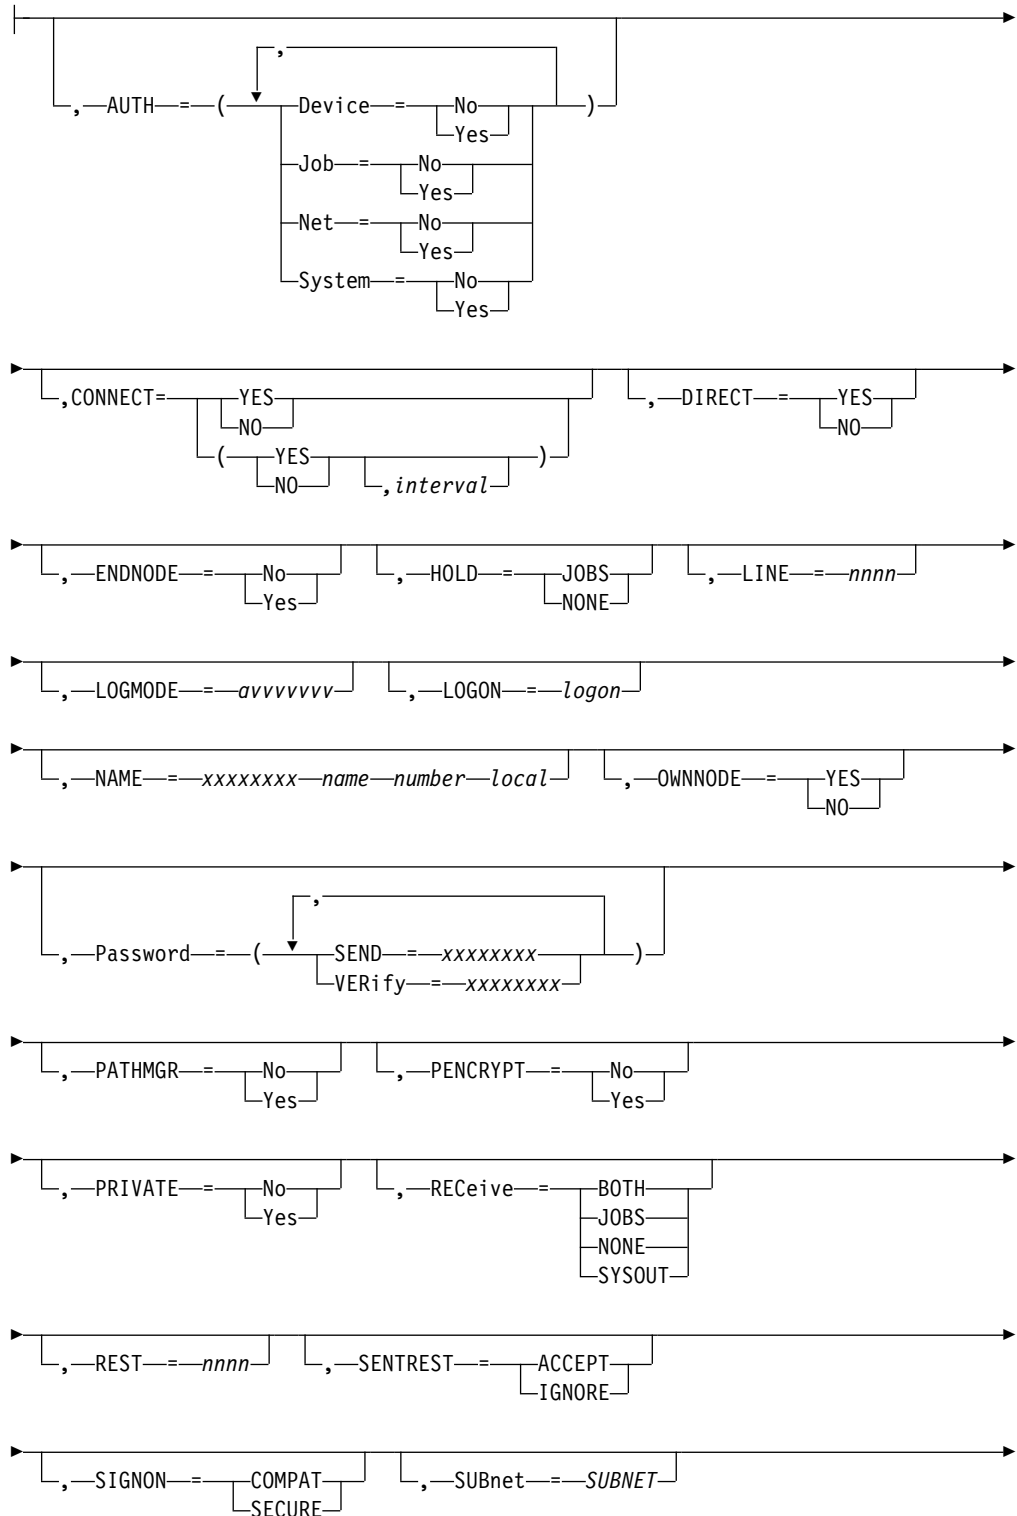 ,
, AUTH = ( Device = No )
Yes
Job = No
Yes
Net = No
Yes
System = No
Yes
,CONNECT= YES , DIRECT = YES
NO NO
( YES )
NO ,interval
, ENDNODE = No , HOLD = JOBS , LINE = nnnn
Yes NONE
, LOGMODE = avvvvvvv , LOGON = logon
, NAME = xxxxxxxx name number local , OWNNODE = YES
NO
,
, Password = ( SEND = xxxxxxxx )
VERify = xxxxxxxx
, PATHMGR = No , PENCRYPT = No
Yes Yes
, PRIVATE = No , RECeive = BOTH
Yes JOBS
NONE
SYSOUT
, REST = nnnn , SENTREST = ACCEPT
IGNORE
, SIGNON = COMPAT , SUBnet = SUBNET
SECURE